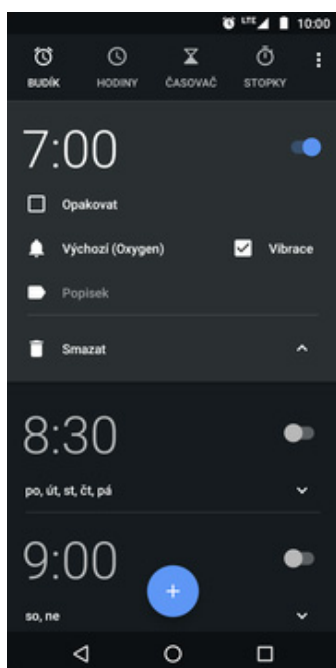 LTE 10:00
BUDÍK HODINY ČASOVAČ STOPKY
7:00
Opakovat
Výchozí (Oxygen) Vibrace
Popisek
Smazat
8:30
po, út, st, čt, pá
9:00
so, ne